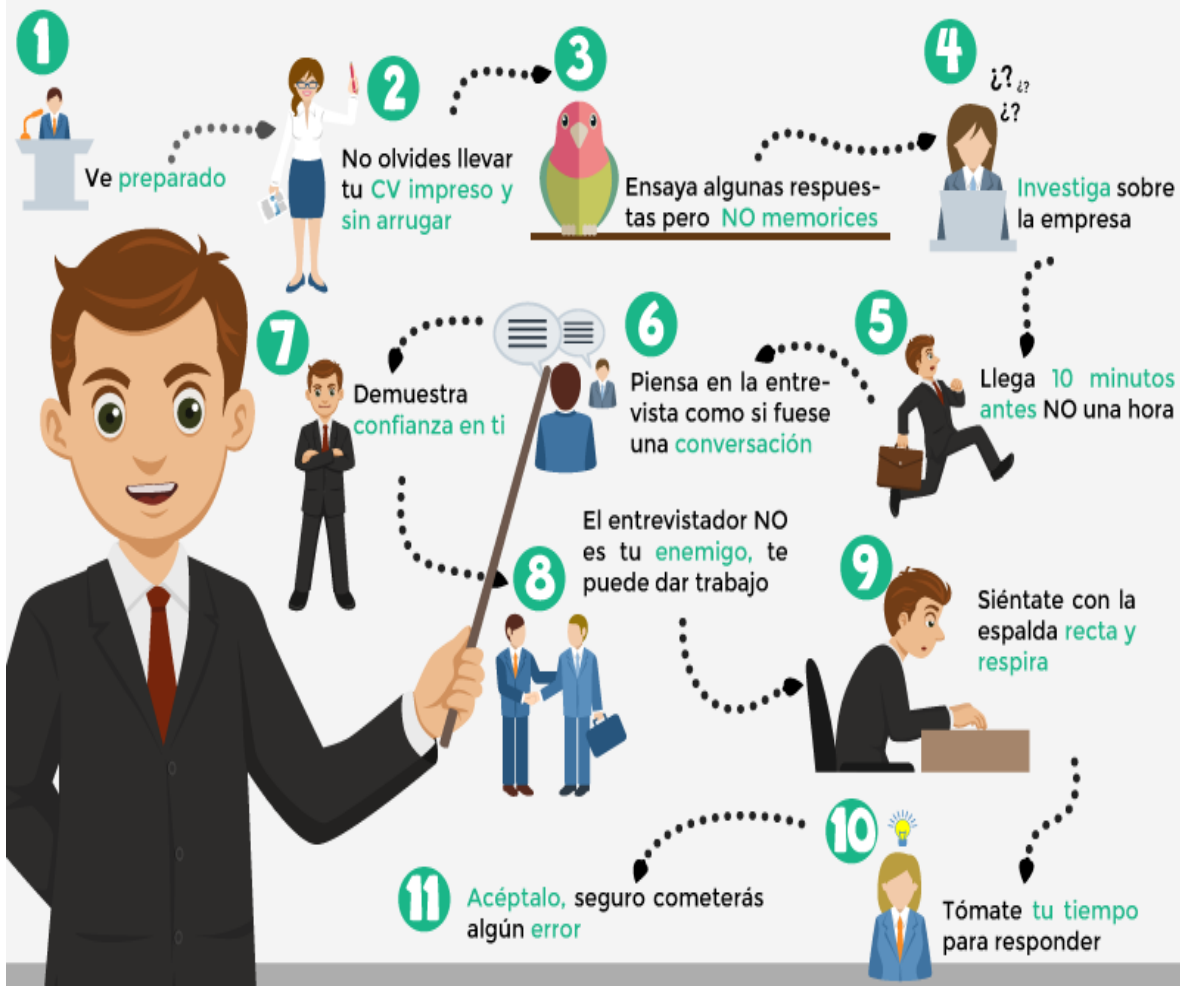 1
Ve preparado
2
No olvides llevar
tu CV impreso y
sin arrugar
3
Ensaya algunas respues-
tas pero NO memorices
4
¿? ¿?
¿?
Investiga sobre
la empresa
5
Llega 10 minutos
antes NO una hora
6
Piensa en la entre-
vista como si fuese
una conversación
7
Demuestra
confianza en ti
8
El entrevistador NO
es tu enemigo, te
puede dar trabajo
9
Siéntate con la
espalda recta y
respira
10
Tómate tu tiempo
para responder
11
Acéptalo, seguro cometerás
algún error